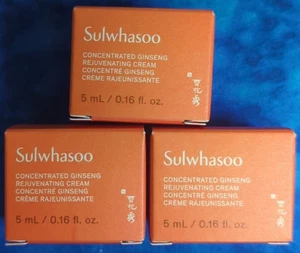 Sulwhasoo
CONCENTRATED GINSENG
REJUVENATING CREAM
CONCENTRÉ GINSENG
CRÈME RAJEUNISSANTE
5 mL / 0.16 fl. oz.
Sulwhasoo
CONCENTRATED GINSENG
REJUVENATING CREAM
CONCENTRÉ GINSENG
CRÈME RAJEUNISSANTE
5 mL / 0.16 fl. oz.
Sulwhasoo
CONCENTRATED GINSENG
REJUVENATING CREAM
CONCENTRÉ GINSENG
CRÈME RAJEUNISSANTE
5 mL / 0.16 fl. oz.